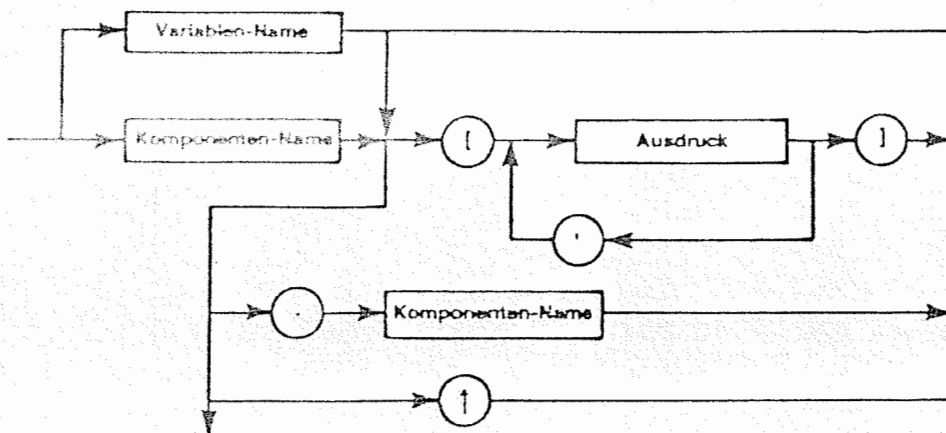 Variablen-Name
Komponenten-Name
[
Ausdruck
]
,
.
Komponenten-Name
↑